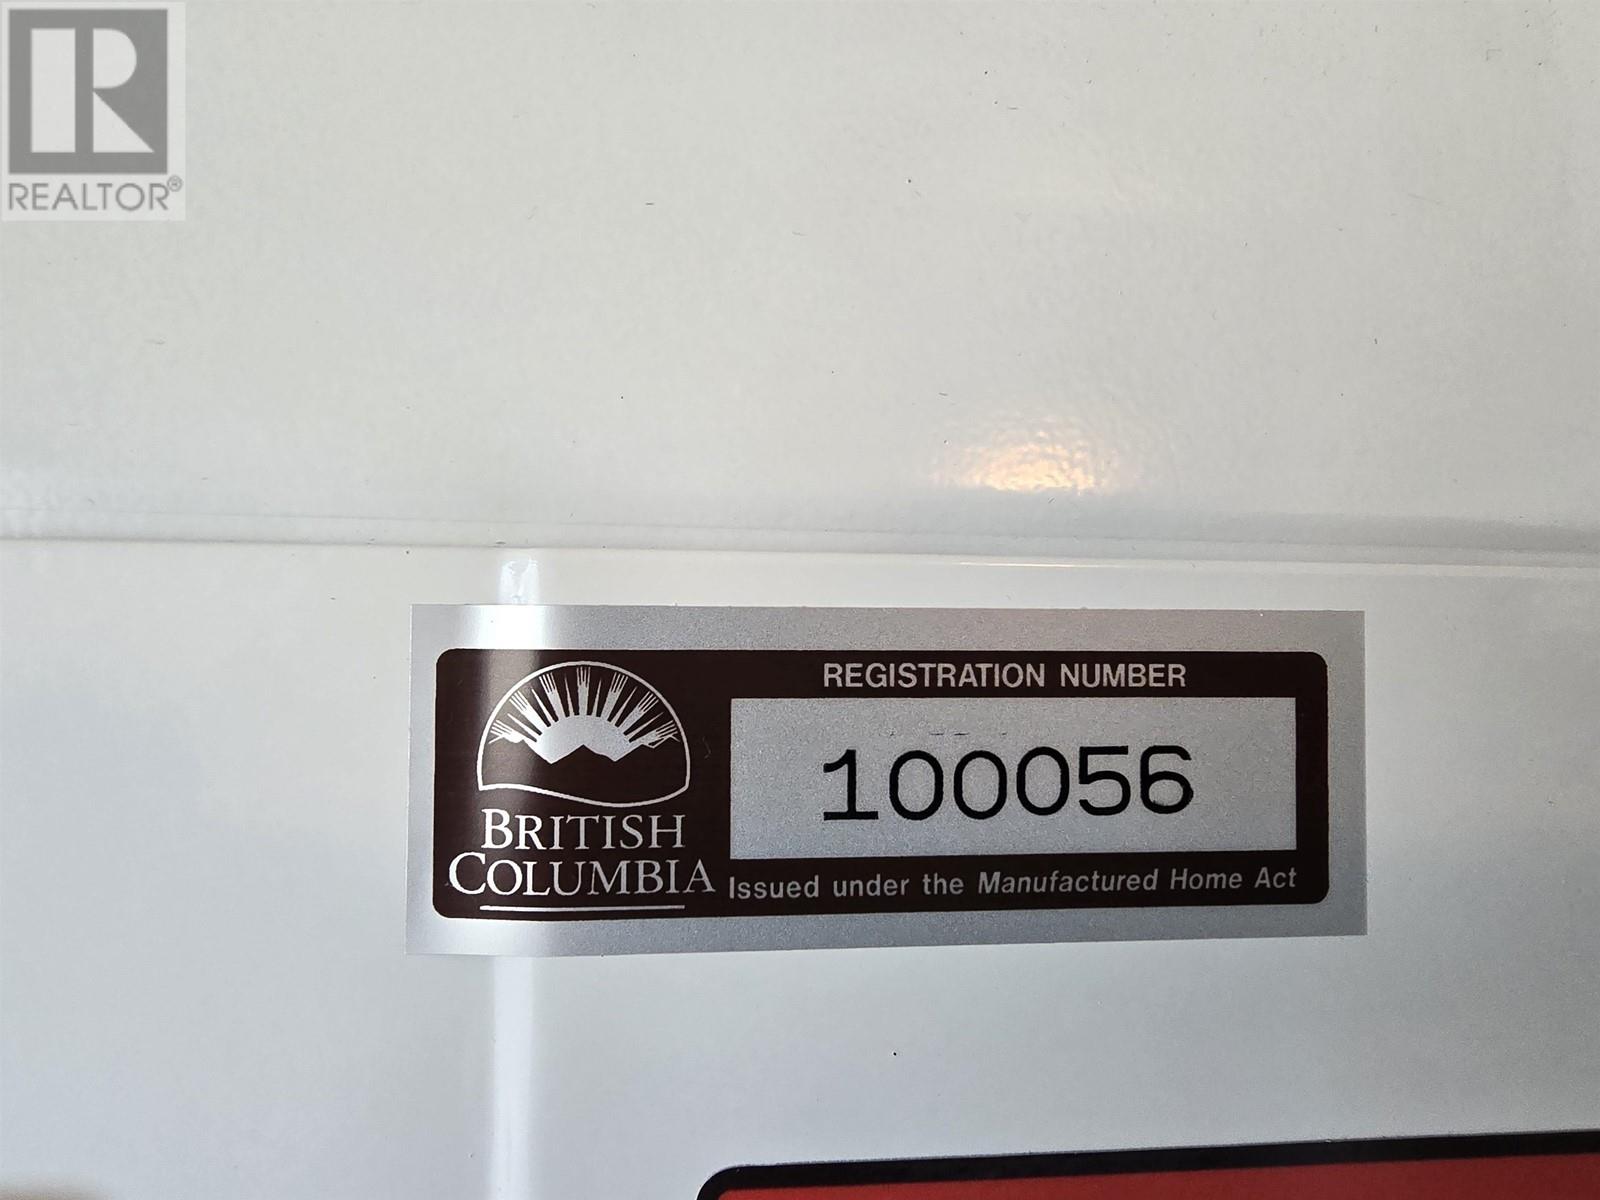 REALTOR®
REGISTRATION NUMBER
100056
BRITISH
COLUMBIA
Issued under the Manufactured Home Act